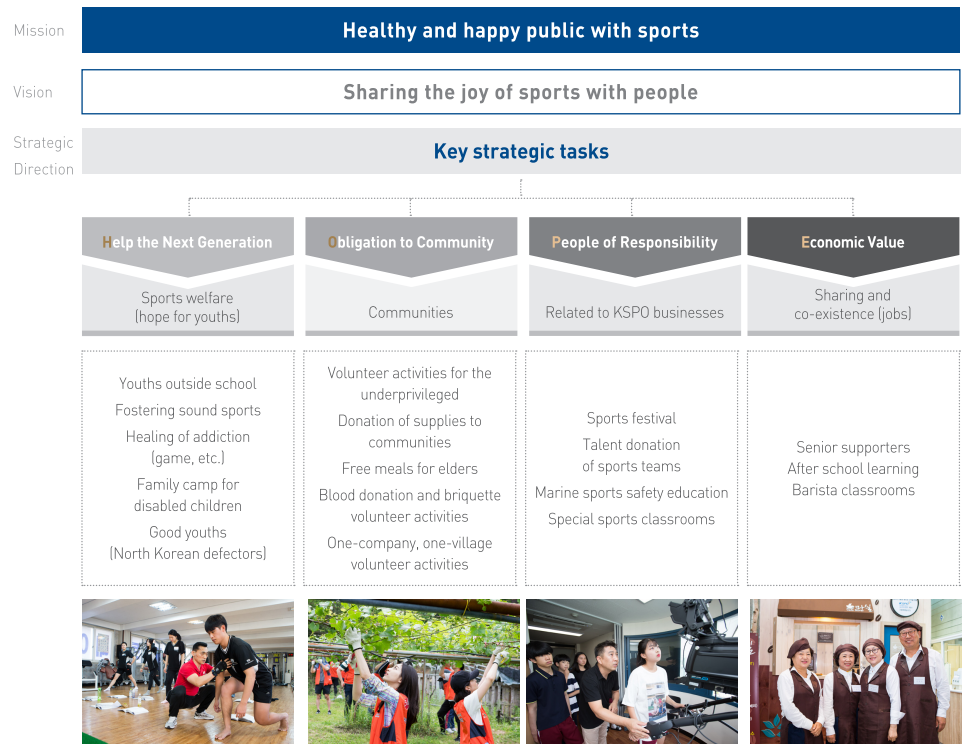 Mission
Healthy and happy public with sports
Vision
Sharing the joy of sports with people
Strategic
Direction
Key strategic tasks
Help the Next Generation
Sports welfare
(hope for youths)
Youths outside school
Fostering sound sports
Healing of addiction
(game, etc.)
Family camp for
disabled children
Good youths
(North Korean defectors)
Obligation to Community
Communities
Volunteer activities for the
underprivileged
Donation of supplies to
communities
Free meals for elders
Blood donation and briquette
volunteer activities
One-company, one-village
volunteer activities
People of Responsibility
Related to KSPO businesses
Sports festival
Talent donation
of sports teams
Marine sports safety education
Special sports classrooms
Economic Value
Sharing and
co-existence (jobs)
Senior supporters
After school learning
Barista classrooms